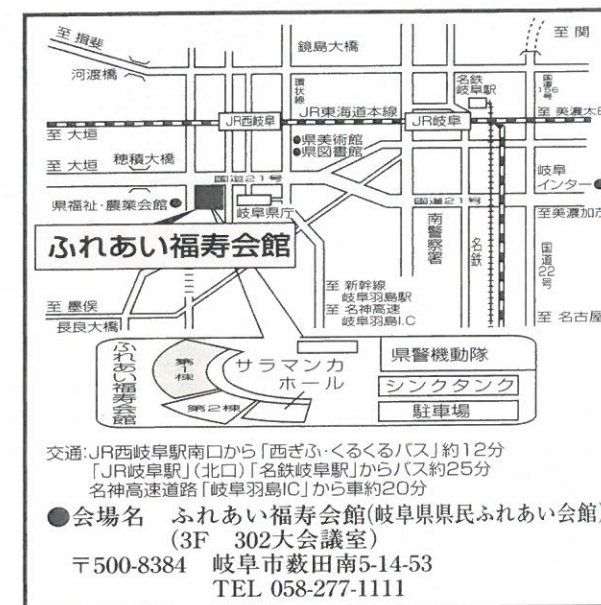 至 揖斐
鏡島大橋
至 関
河渡橋
環状線
名鉄岐阜駅
国道156号
JR東海道本線
JR西岐阜
JR岐阜
至 大垣
至 美濃太田
県美術館
県図書館
至 大垣
穂積大橋
国道21号
岐阜インター
県福祉・農業会館
岐阜県庁
国道21号
至美濃加茂
ふれあい福寿会館
南警察署
名鉄
国道22号
至 新幹線
岐阜羽島駅
至 名神高速
岐阜羽島I.C
至 墨俣
長良大橋
至 名古屋
ふれあい福寿会館
第1棟
第2棟
サラマンカ
ホール
県警機動隊
シンクタンク
駐車場
交通:JR西岐阜駅南口から「西ぎふ・くるくるバス」約12分
「JR岐阜駅」(北口)「名鉄岐阜駅」からバス約25分
名神高速道路「岐阜羽島IC」から車約20分
●会場名 ふれあい福寿会館(岐阜県県民ふれあい会館)
(3F 302大会議室)
〒500-8384 岐阜市薮田南5-14-53
TEL 058-277-1111